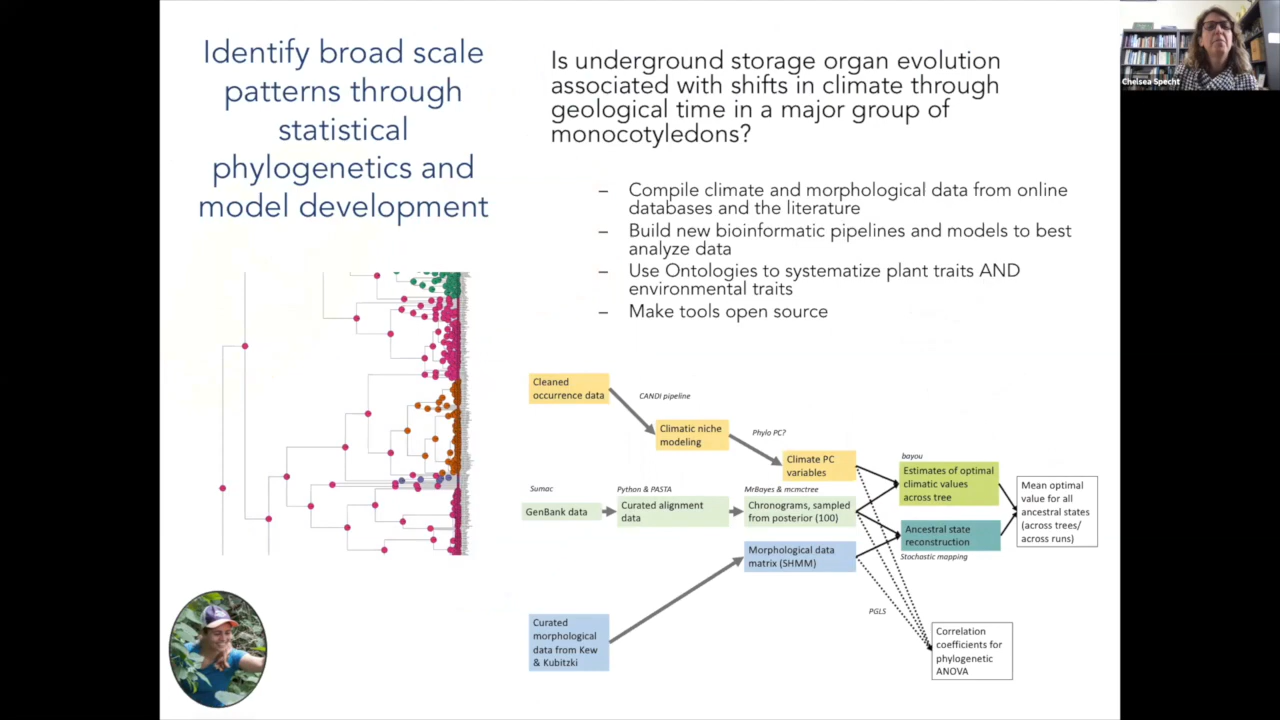 Identify broad scale
patterns through
statistical
phylogenetics and
model development
Is underground storage organ evolution
associated with shifts in climate through
geological time in a major group of
monocotyledons?
– Compile climate and morphological data from online
databases and the literature
– Build new bioinformatic pipelines and models to best
analyze data
– Use Ontologies to systematize plant traits AND
environmental traits
– Make tools open source
Chelsea Specht
Cleaned
occurrence data
CANDI pipeline
Climatic niche
modeling
Phylo PC?
Climate PC
variables
bayou
Estimates of optimal
climatic values
across tree
Sumac
GenBank data
Python & PASTA
Curated alignment
data
MrBayes & mcmctree
Chronograms, sampled
from posterior (100)
Ancestral state
reconstruction
Stochastic mapping
Mean optimal
value for all
ancestral states
(across trees/
across runs)
Morphological data
matrix (SHMM)
PGLS
Curated
morphological
data from Kew
& Kubitzki
Correlation
coefficients for
phylogenetic
ANOVA